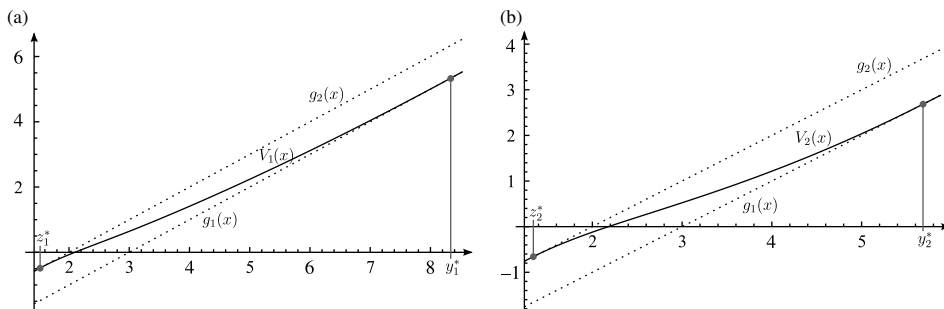 (a)
6
4
2
g₂(x)
V₁(x)
g₁(x)
z₁*
2 3 4 5 6 7 8 y₁*
(b)
4
3
2
1
−1
g₂(x)
V₂(x)
g₁(x)
z₂*
2 3 4 5 y₂*